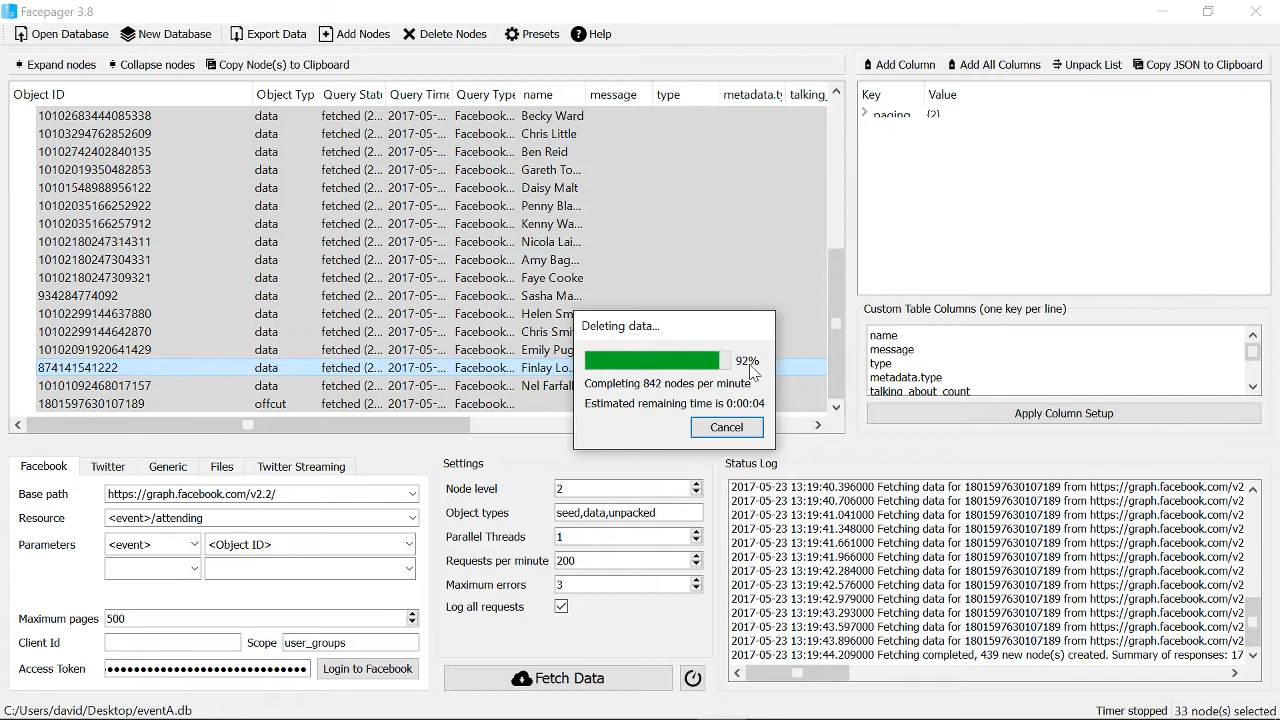 Facepager 3.8
Open Database New Database Export Data Add Nodes Delete Nodes Presets Help
Expand nodes Collapse nodes Copy Node(s) to Clipboard
Add Column Add All Columns Unpack List Copy JSON to Clipboard
Object ID Object Type Query Statu Query Time Query Type name message type metadata.ty talking_
10102683444085338 data fetched (2... 2017-05-... Facebook... Becky Ward
10103294762852609 data fetched (2... 2017-05-... Facebook... Chris Little
10102742402840135 data fetched (2... 2017-05-... Facebook... Ben Reid
10102019350482853 data fetched (2... 2017-05-... Facebook... Gareth To...
10101548988956122 data fetched (2... 2017-05-... Facebook... Daisy Malt
10102035166252922 data fetched (2... 2017-05-... Facebook... Penny Bla...
10102035166257912 data fetched (2... 2017-05-... Facebook... Kenny Wa...
10102180247314311 data fetched (2... 2017-05-... Facebook... Nicola Lai...
10102180247304331 data fetched (2... 2017-05-... Facebook... Amy Bag...
10102180247309321 data fetched (2... 2017-05-... Facebook... Faye Cooke
934284774092 data fetched (2... 2017-05-... Facebook... Sasha Ma...
10102299144637880 data fetched (2... 2017-05-... Facebook... Helen Sm
10102299144642870 data fetched (2... 2017-05-... Facebook... Chris Smi
10102091920641429 data fetched (2... 2017-05-... Facebook... Emily Pug
874141541222 data fetched (2... 2017-05-... Facebook... Finlay Lo..
10101092468017157 data fetched (2... 2017-05-... Facebook... Nel Farfall
1801597630107189 offcut fetched (2... 2017-05-... Facebook...
Key Value
paging {2}
Deleting data...
92%
Completing 842 nodes per minute
Estimated remaining time is 0:00:04
Cancel
Custom Table Columns (one key per line)
name
message
type
metadata.type
talking_about_count
Apply Column Setup
Facebook Twitter Generic Files Twitter Streaming
Base path https://graph.facebook.com/v2.2/
Resource <event>/attending
Parameters <event> <Object ID>
Maximum pages 500
Client Id Scope user_groups
Access Token Login to Facebook
Settings
Node level 2
Object types seed,data,unpacked
Parallel Threads 1
Requests per minute 200
Maximum errors 3
Log all requests
Fetch Data
Status Log
2017-05-23 13:19:40.396000 Fetching data for 1801597630107189 from https://graph.facebook.com/v2
2017-05-23 13:19:40.706000 Fetching data for 1801597630107189 from https://graph.facebook.com/v2
2017-05-23 13:19:41.041000 Fetching data for 1801597630107189 from https://graph.facebook.com/v2
2017-05-23 13:19:41.348000 Fetching data for 1801597630107189 from https://graph.facebook.com/v2
2017-05-23 13:19:41.661000 Fetching data for 1801597630107189 from https://graph.facebook.com/v2
2017-05-23 13:19:41.966000 Fetching data for 1801597630107189 from https://graph.facebook.com/v2
2017-05-23 13:19:42.284000 Fetching data for 1801597630107189 from https://graph.facebook.com/v2
2017-05-23 13:19:42.576000 Fetching data for 1801597630107189 from https://graph.facebook.com/v2
2017-05-23 13:19:42.979000 Fetching data for 1801597630107189 from https://graph.facebook.com/v2
2017-05-23 13:19:43.293000 Fetching data for 1801597630107189 from https://graph.facebook.com/v2
2017-05-23 13:19:43.597000 Fetching data for 1801597630107189 from https://graph.facebook.com/v2
2017-05-23 13:19:43.896000 Fetching data for 1801597630107189 from https://graph.facebook.com/v2
2017-05-23 13:19:44.209000 Fetching completed, 439 new node(s) created. Summary of responses: 17
C:/Users/david/Desktop/eventA.db Timer stopped 33 node(s) selected